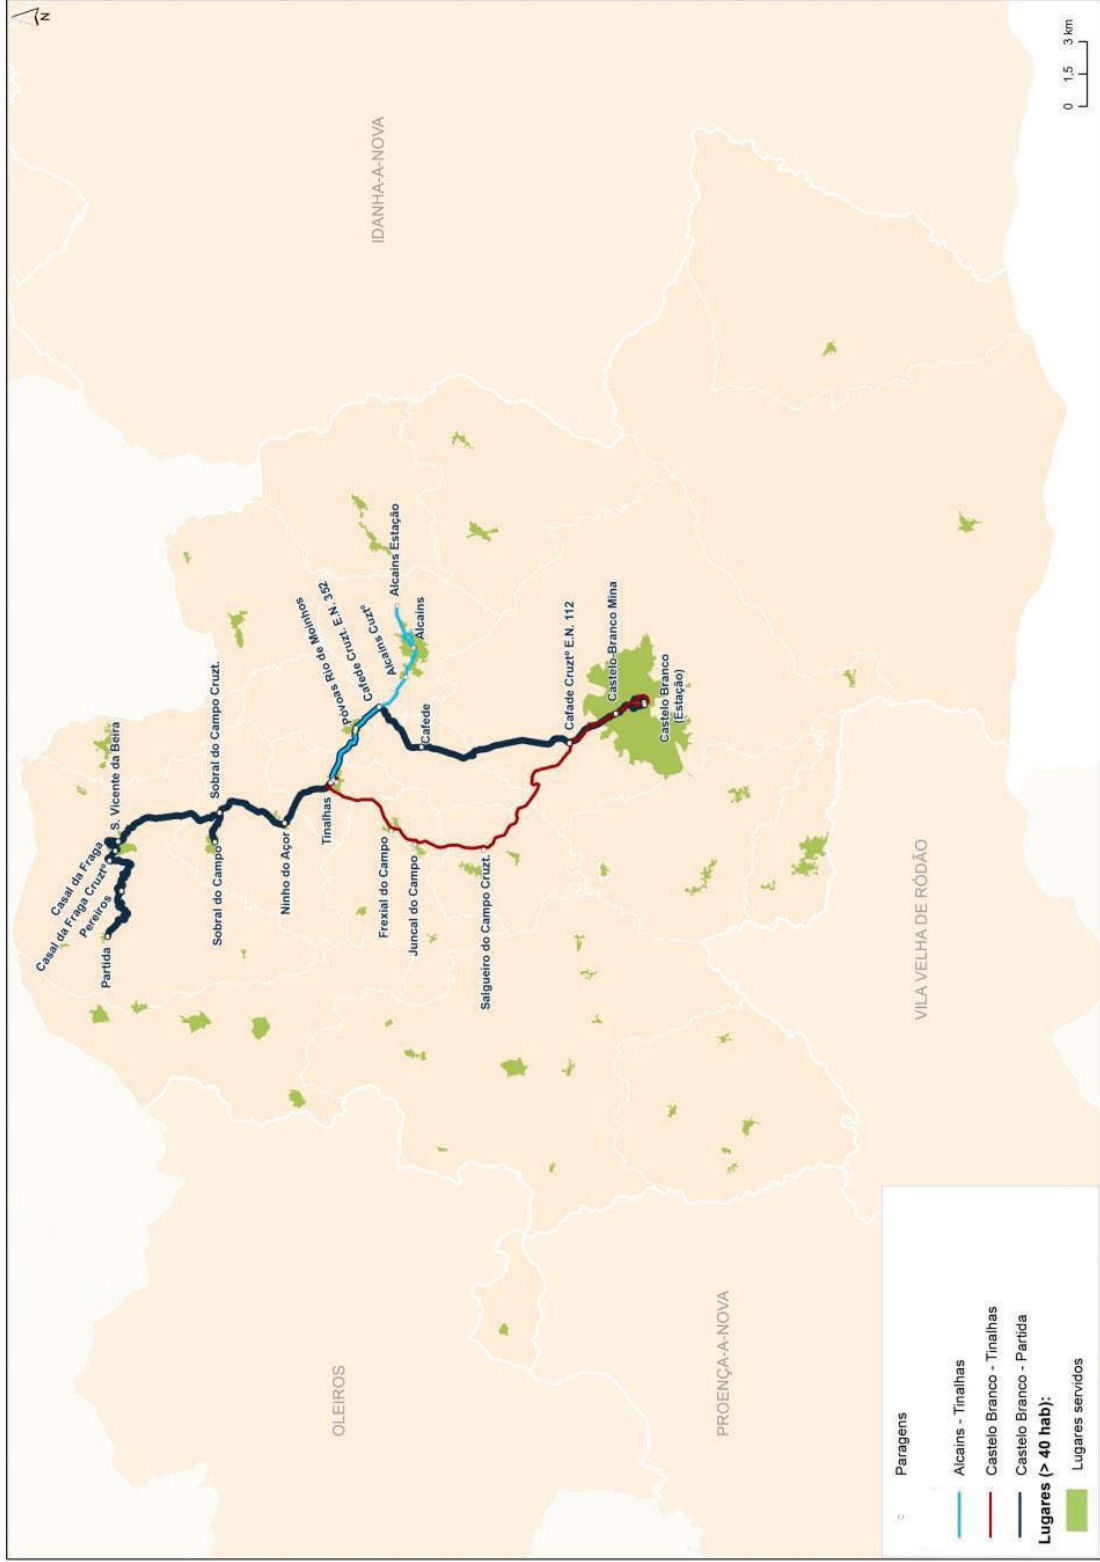 N
0 1.5 3 km
IDANHA-A-NOVA
Casal da Fraga
Casal da Fraga Cruztº
Pereiros
Partida
S. Vicente da Beira
Sobral do Campo Cruzt.
Sobral do Campo
Ninho do Açor
Tinalhas
Póvoas Rio de Moinhos
Cafede Cruzt. E.N. 352
Alcains Cuztº
Alcains Estação
Alcains
Cafede
Frexial do Campo
Juncal do Campo
Salgueiro do Campo Cruzt.
Cafade Cruztº E.N. 112
Castelo-Branco Mina
Castelo Branco
(Estação)
VILA VELHA DE RÓDÃO
OLEIROS
PROENÇA-A-NOVA
Paragens
Alcains - Tinalhas
Castelo Branco - Tinalhas
Castelo Branco - Partida
Lugares (> 40 hab):
Lugares servidos